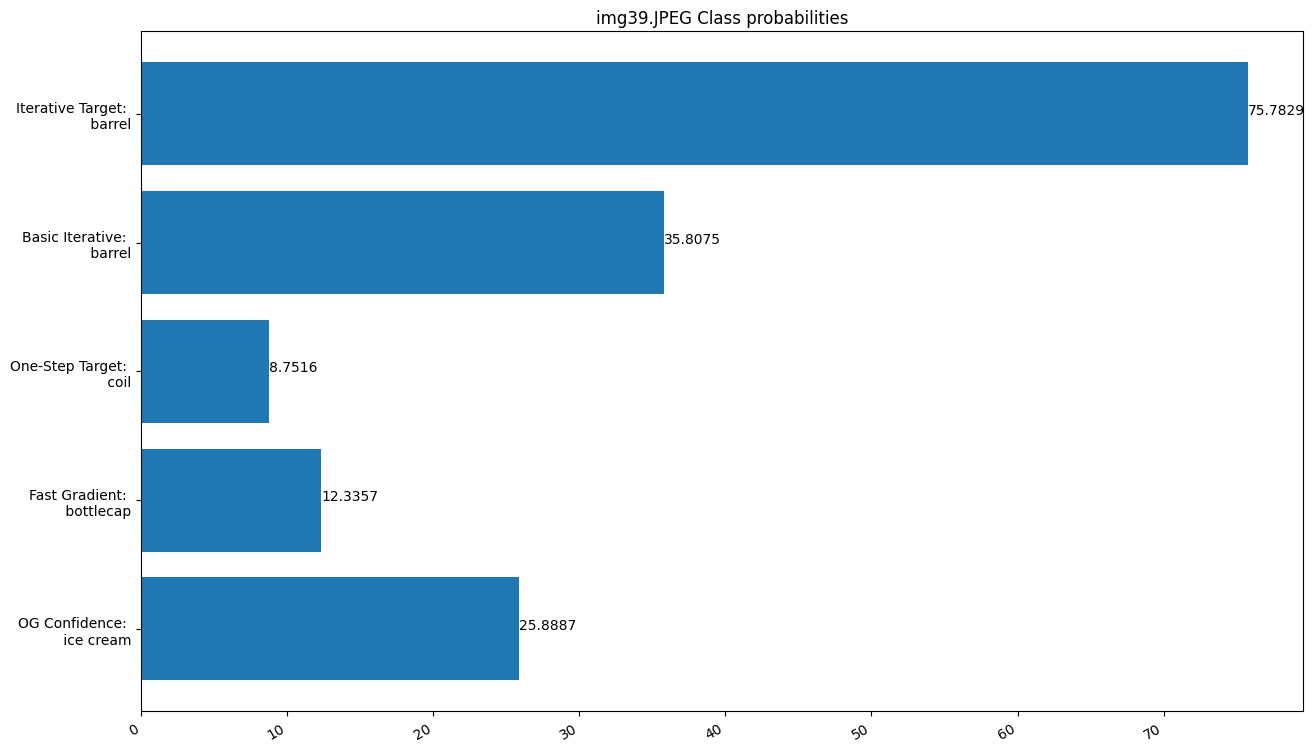 img39.JPEG Class probabilities
Iterative Target:
barrel
75.7829
Basic Iterative:
barrel
35.8075
One-Step Target:
coil
8.7516
Fast Gradient:
bottlecap
12.3357
OG Confidence:
ice cream
25.8887
0
10
20
30
40
50
60
70